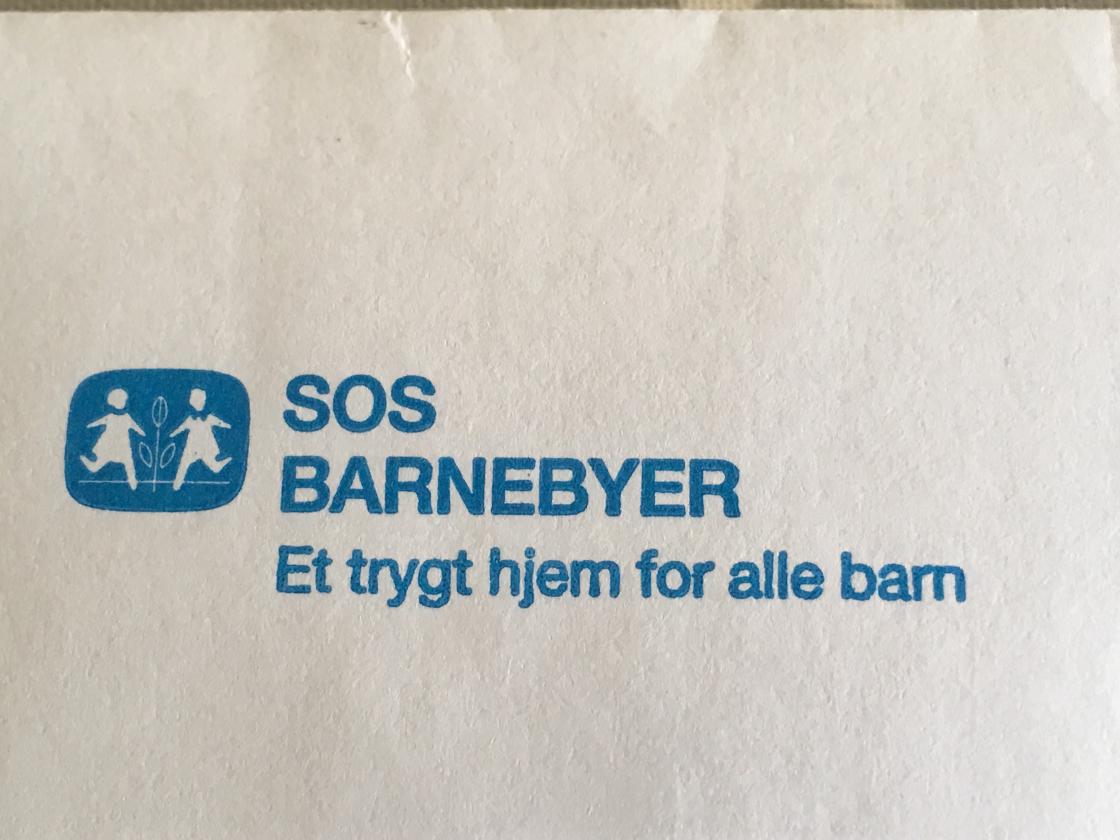 SOS
BARNEBYER
Et trygt hjem for alle barn